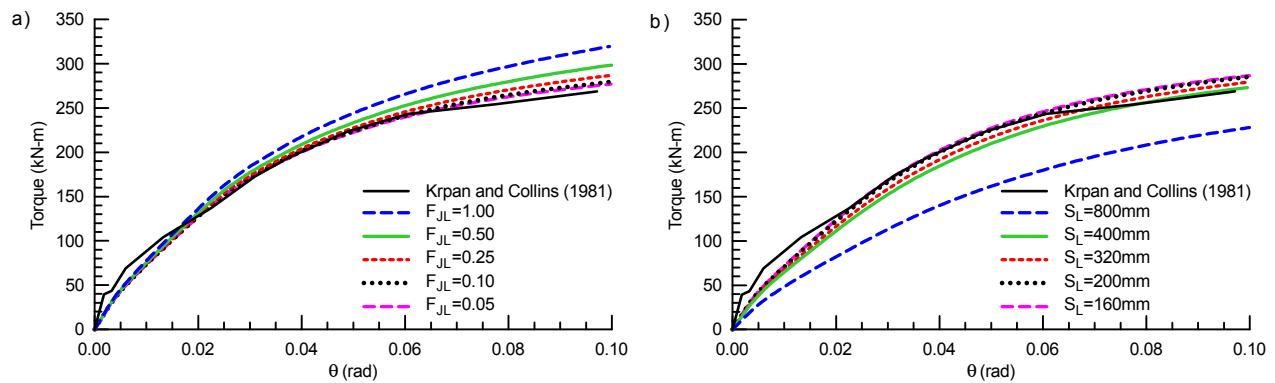 a)
350
300
250
200
150
100
50
0
Torque (kN-m)
0.00 0.02 0.04 0.06 0.08 0.10
θ (rad)
Krpan and Collins (1981)
F_JL=1.00
F_JL=0.50
F_JL=0.25
F_JL=0.10
F_JL=0.05
b)
350
300
250
200
150
100
50
0
Torque (kN-m)
0.00 0.02 0.04 0.06 0.08 0.10
θ (rad)
Krpan and Collins (1981)
S_L=800mm
S_L=400mm
S_L=320mm
S_L=200mm
S_L=160mm